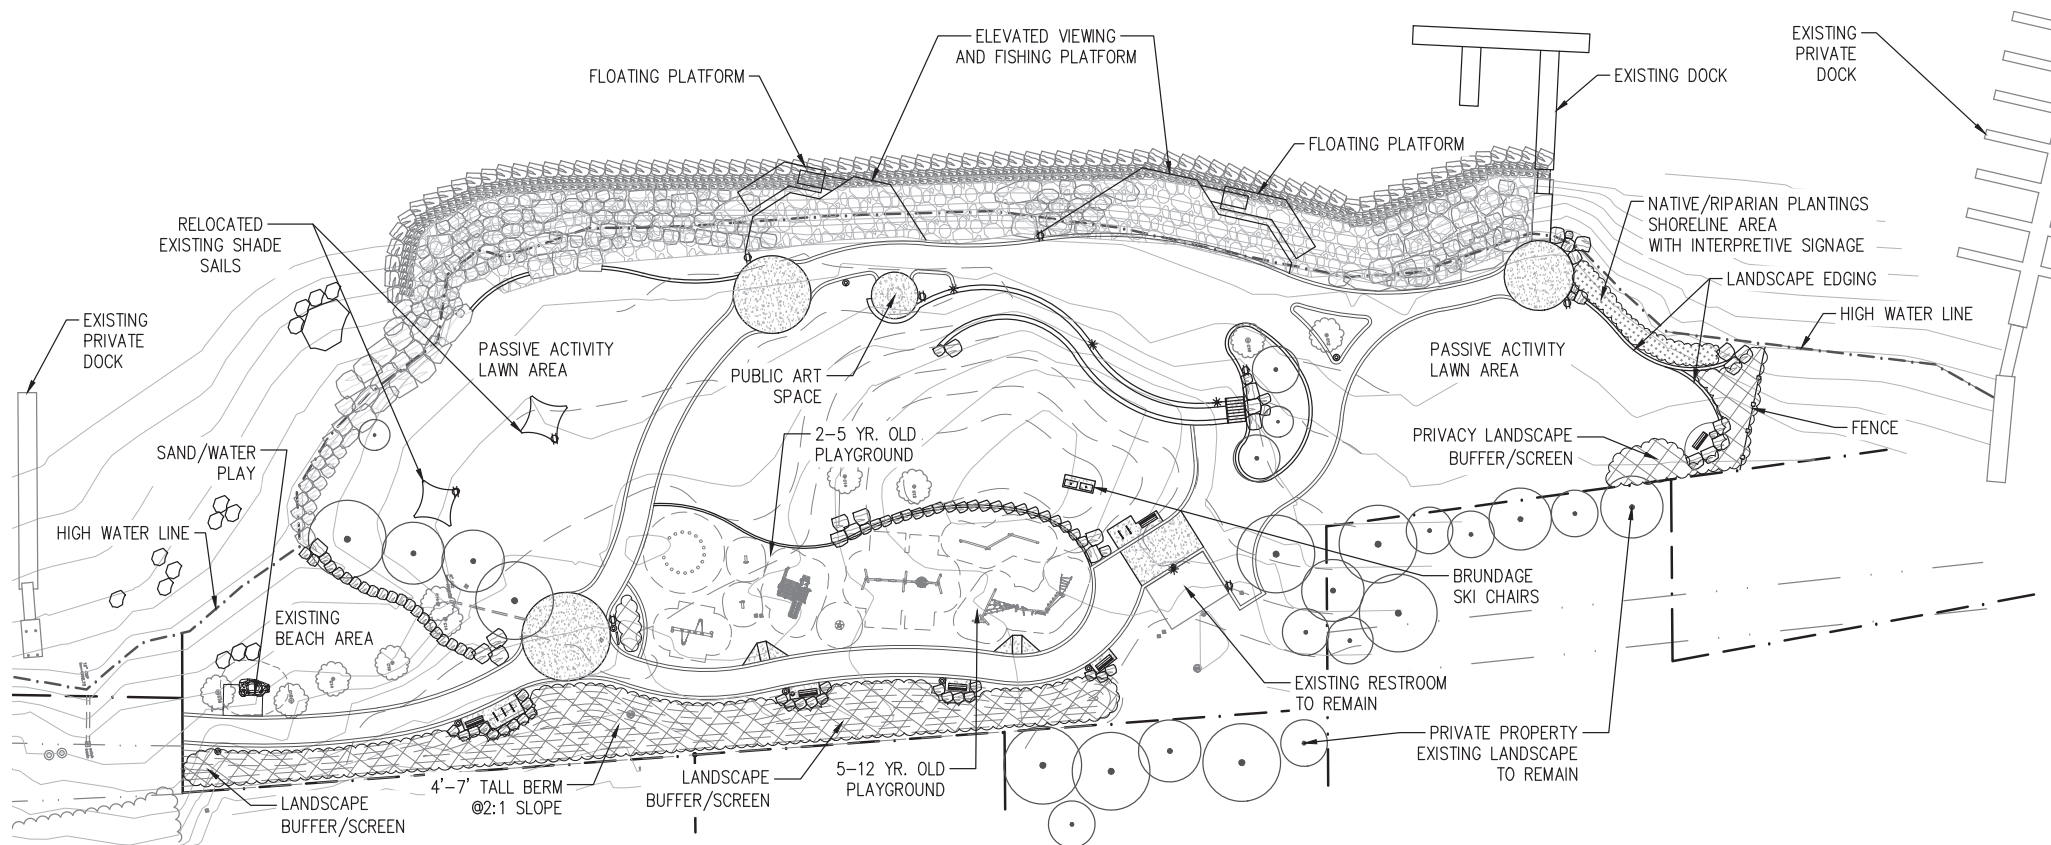 ELEVATED VIEWING
AND FISHING PLATFORM
EXISTING
PRIVATE
DOCK
FLOATING PLATFORM
EXISTING DOCK
FLOATING PLATFORM
RELOCATED
EXISTING SHADE
SAILS
NATIVE/RIPARIAN PLANTINGS
SHORELINE AREA
WITH INTERPRETIVE SIGNAGE
LANDSCAPE EDGING
HIGH WATER LINE
EXISTING
PRIVATE
DOCK
PASSIVE ACTIVITY
LAWN AREA
PUBLIC ART
SPACE
PASSIVE ACTIVITY
LAWN AREA
2-5 YR. OLD
PLAYGROUND
PRIVACY LANDSCAPE
BUFFER/SCREEN
FENCE
SAND/WATER
PLAY
HIGH WATER LINE
BRUNDAGE
SKI CHAIRS
EXISTING
BEACH AREA
EXISTING RESTROOM
TO REMAIN
PRIVATE PROPERTY
EXISTING LANDSCAPE
TO REMAIN
4'-7' TALL BERM
@2:1 SLOPE
LANDSCAPE
BUFFER/SCREEN
5-12 YR. OLD
PLAYGROUND
LANDSCAPE
BUFFER/SCREEN